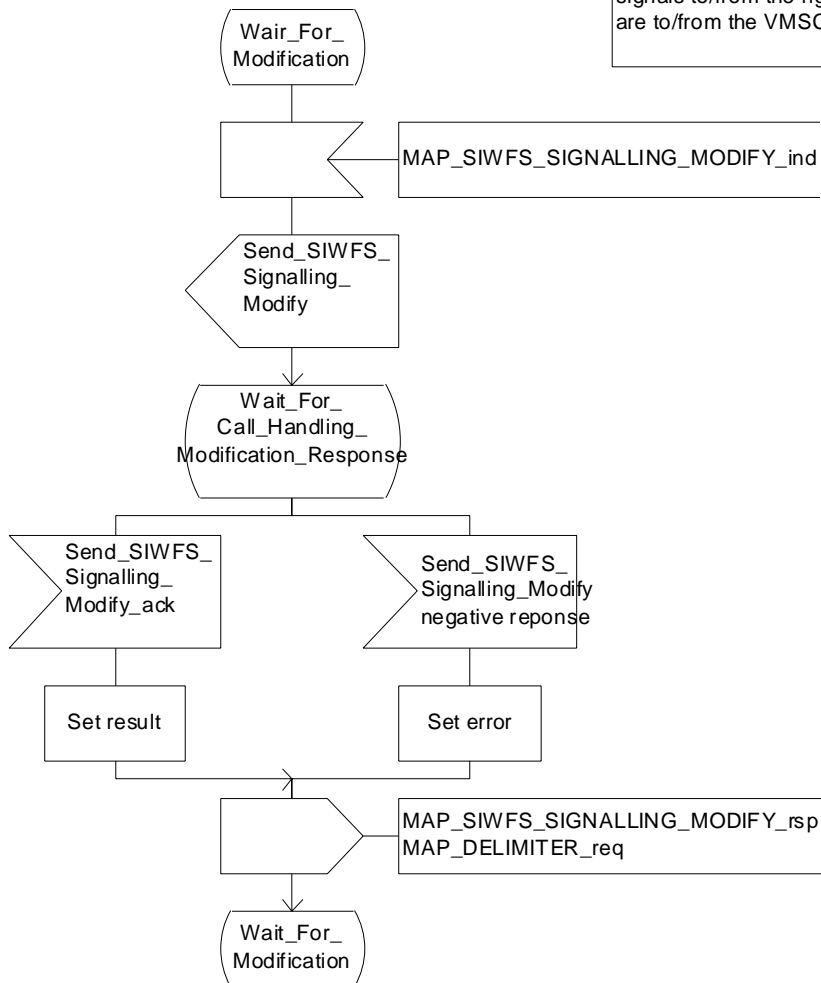 signals to/from the
are to/from the VMSC
Wair_For_
Modification
MAP_SIWFS_SIGNALLING_MODIFY_ind
Send_SIWFS_
Signalling_
Modify
Wait_For_
Call_Handling_
Modification_Response
Send_SIWFS_
Signalling_
Modify_ack
Send_SIWFS_
Signalling_Modify
negative reponse
Set result
Set error
MAP_SIWFS_SIGNALLING_MODIFY_rsp
MAP_DELIMITER_req
Wait_For_
Modification